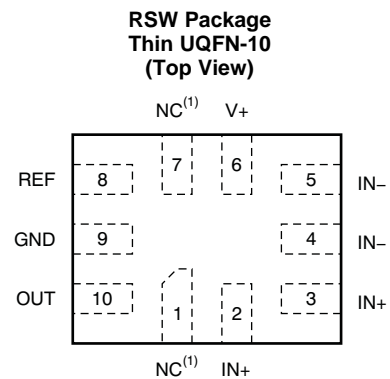 RSW Package
Thin UQFN-10
(Top View)
NC(1) V+
7 6
REF 8 5 IN–
GND 9 4 IN–
OUT 10 3 IN+
1 2
NC(1) IN+